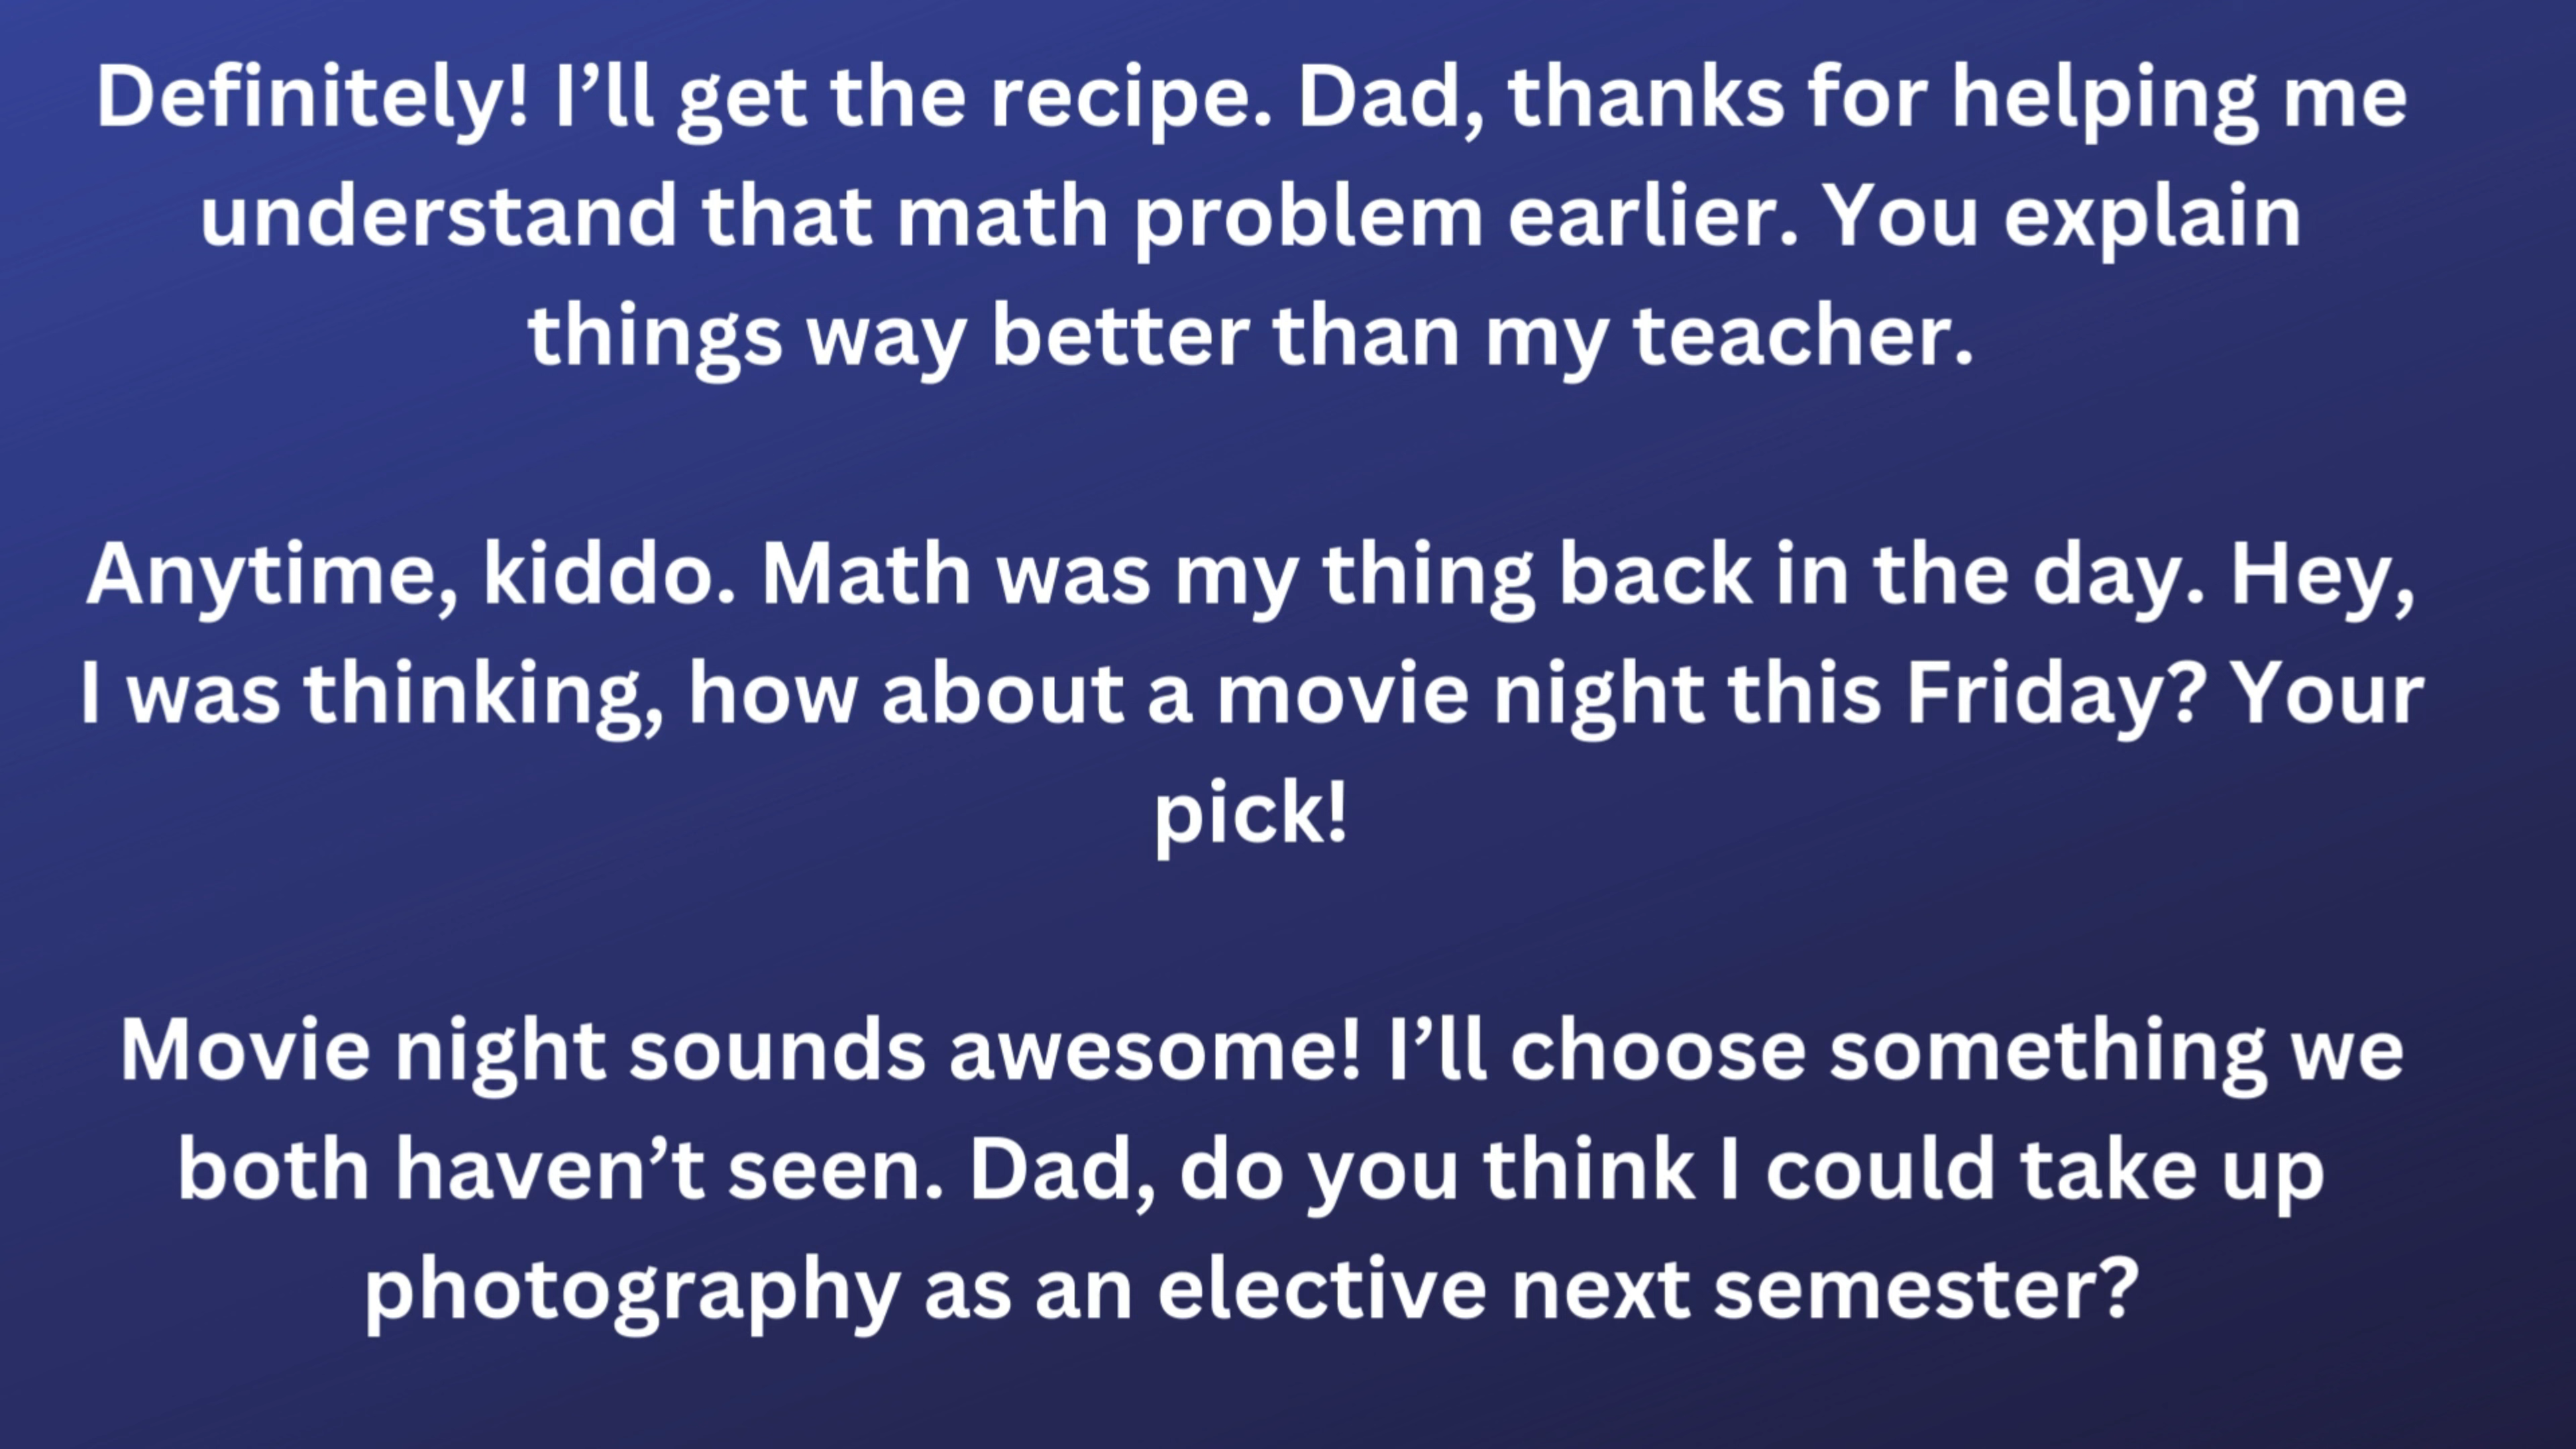 Definitely! I’ll get the recipe. Dad, thanks for helping me
understand that math problem earlier. You explain
things way better than my teacher.
Anytime, kiddo. Math was my thing back in the day. Hey,
I was thinking, how about a movie night this Friday? Your
pick!
Movie night sounds awesome! I’ll choose something we
both haven’t seen. Dad, do you think I could take up
photography as an elective next semester?